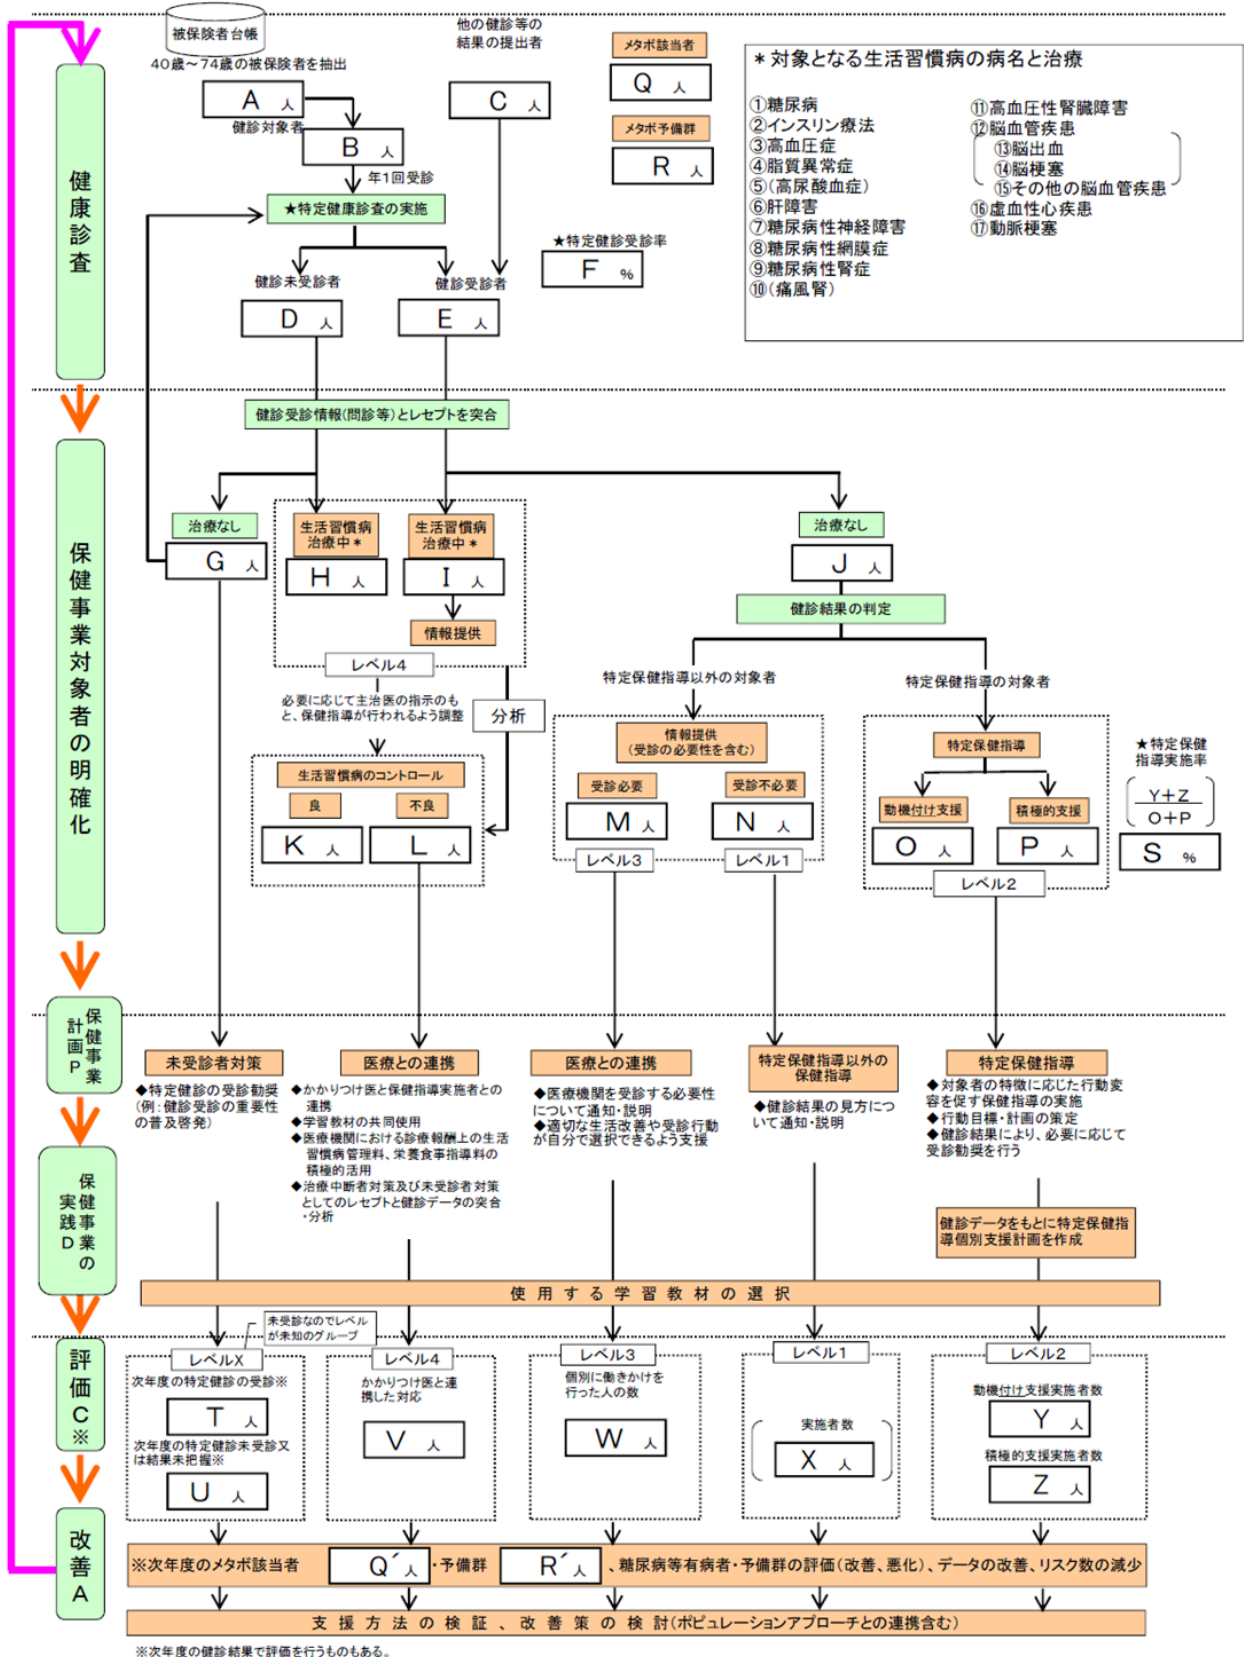 被保険者台帳
40歳～74歳の被保険者を抽出
A 人
健診対象者
B 人
年1回受診
★特定健康診査の実施
他の健診等の
結果の提出者
C 人
メタボ該当者
Q 人
メタボ予備群
R 人
★特定健診受診率
F %
健診未受診者
D 人
健診受診者
E 人
*対象となる生活習慣病の病名と治療
①糖尿病
②インスリン療法
③高血圧症
④脂質異常症
⑤(高尿酸血症)
⑥肝障害
⑦糖尿病性神経障害
⑧糖尿病性網膜症
⑨糖尿病性腎症
⑩(痛風腎)
⑪高血圧性腎臓障害
⑫脳血管疾患
⑬脳出血
⑭脳梗塞
⑮その他の脳血管疾患
⑯虚血性心疾患
⑰動脈梗塞
健康診査
健診受診情報(問診等)とレセプトを突合
保健事業対象者の明確化
治療なし
G 人
生活習慣病
治療中*
H 人
生活習慣病
治療中*
I 人
情報提供
レベル4
必要に応じて主治医の指示のも
と、保健指導が行われるよう調整
分析
生活習慣病のコントロール
良
K 人
不良
L 人
治療なし
J 人
健診結果の判定
特定保健指導以外の対象者
情報提供
(受診の必要性を含む)
受診必要
M 人
受診不必要
N 人
レベル3
レベル1
特定保健指導の対象者
特定保健指導
動機付け支援
O 人
積極的支援
P 人
レベル2
★特定保健
指導実施率
Y+Z
O+P
S %
保健事業
計画P
未受診者対策
◆特定健診の受診勧奨
(例:健診受診の重要性
の普及啓発)
医療との連携
◆かかりつけ医と保健指導実施者との
連携
◆学習教材の共同使用
◆医療機関における診療報酬上の生活
習慣病管理料、栄養食事指導料の
積極的活用
◆治療中断者対策及び未受診者対策
としてのレセプトと健診データの突合
・分析
医療との連携
◆医療機関を受診する必要性
について通知・説明
◆適切な生活改善や受診行動
が自分で選択できるよう支援
特定保健指導以外の
保健指導
◆健診結果の見方につ
いて通知・説明
特定保健指導
◆対象者の特徴に応じた行動変
容を促す保健指導の実施
◆行動目標・計画の策定
◆健診結果により、必要に応じて
受診勧奨を行う
保健事業の
実践D
健診データをもとに特定保健指
導個別支援計画を作成
使用する学習教材の選択
未受診なのでレベル
が未知のグループ
評価C※
レベルX
次年度の特定健診の受診※
T 人
次年度の特定健診未受診又
は結果未把握※
U 人
レベル4
かかりつけ医と連
携した対応
V 人
レベル3
個別に働きかけを
行った人の数
W 人
レベル1
実施者数
X 人
レベル2
動機付け支援実施者数
Y 人
積極的支援実施者数
Z 人
改善A
※次年度のメタボ該当者 Q´人 ・予備群 R´人 、糖尿病等有病者・予備群の評価(改善、悪化)、データの改善、リスク数の減少
支援方法の検証、改善策の検討(ポピュレーションアプローチとの連携含む)
※次年度の健診結果で評価を行うものもある。